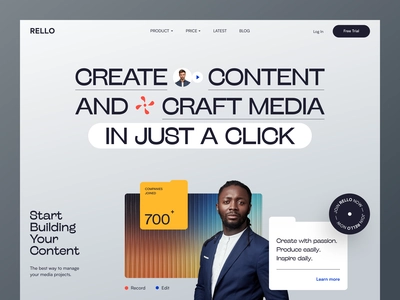 RELLO
PRODUCT
PRICE
LATEST
BLOG
Log In
Free Trial
CREATE CONTENT
AND CRAFT MEDIA
IN JUST A CLICK
COMPANIES
JOINED
700+
Start
Building
Your
Content
The best way to manage
your media projects.
Record
Edit
Create with passion.
Produce easily.
Inspire daily.
Learn more
JOIN RELLO NOW